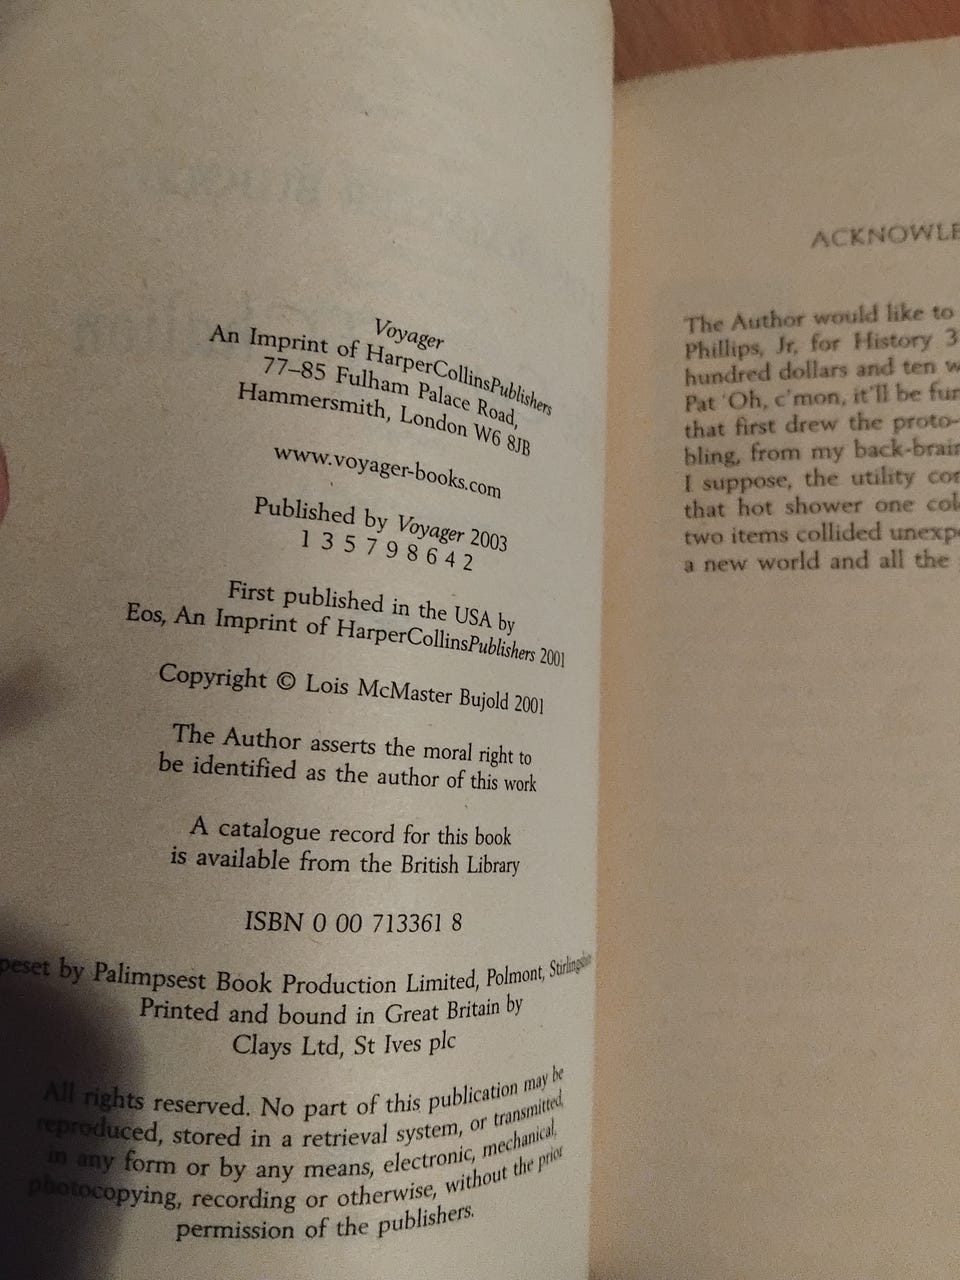 Voyager
An Imprint of HarperCollinsPublishers
77–85 Fulham Palace Road,
Hammersmith, London W6 8JB
www.voyager-books.com
Published by Voyager 2003
1 3 5 7 9 8 6 4 2
First published in the USA by
Eos, An Imprint of HarperCollinsPublishers 2001
Copyright © Lois McMaster Bujold 2001
The Author asserts the moral right to
be identified as the author of this work
A catalogue record for this book
is available from the British Library
ISBN 0 00 713361 8
peset by Palimpsest Book Production Limited, Polmont, Stirlingshire
Printed and bound in Great Britain by
Clays Ltd, St Ives plc
All rights reserved. No part of this publication may be
reproduced, stored in a retrieval system, or transmitted,
in any form or by any means, electronic, mechanical,
photocopying, recording or otherwise, without the prior
permission of the publishers.
ACKNOWLE
The Author would like to
Phillips, Jr, for History 3
hundred dollars and ten w
Pat 'Oh, c'mon, it'll be fun
that first drew the proto-
bling, from my back-brain
I suppose, the utility con
that hot shower one col
two items collided unexp
a new world and all the